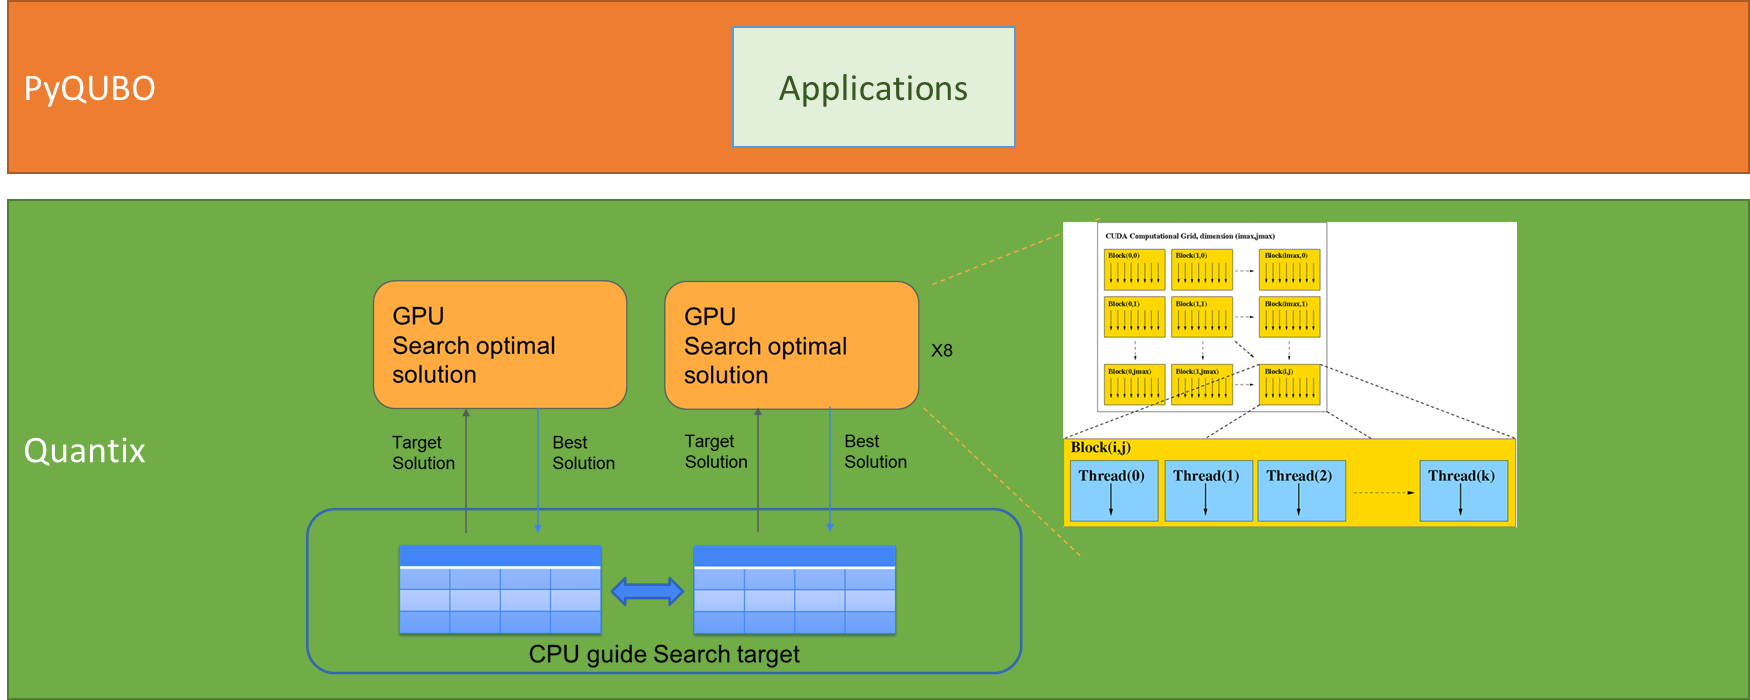 PyQUBO
Applications
Quantix
GPU
Search optimal
solution
GPU
Search optimal
solution
X8
Target
Solution
Best
Solution
Target
Solution
Best
Solution
CPU guide Search target
CUDA Computational Grid, dimension (imax,jmax)
Block(0,0)
Block(1,0)
Block(imax,0)
Block(0,1)
Block(1,1)
Block(imax,1)
Block(0,jmax)
Block(1,jmax)
Block(i,j)
Block(i,j)
Thread(0)
Thread(1)
Thread(2)
Thread(k)